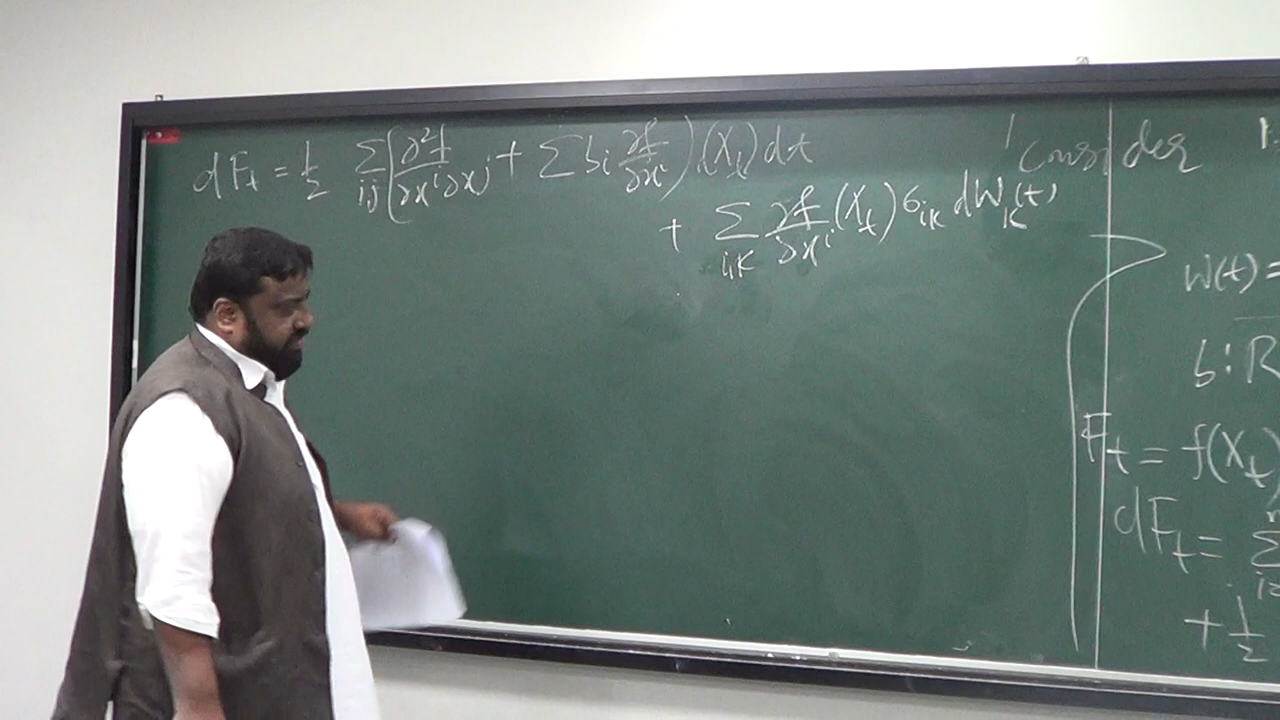 dF_t = 1/2 Σ_{ij} (∂²f/∂x^i∂x^j + Σ b_i ∂f/∂x^i)(X_t) dt
+ Σ_{i,k} ∂f/∂x^i (X_t) σ_{ik} dW_k(t)
Consider
W(t) =
b: R
F_t = f(X_t)
dF_t = Σ
+ 1/2